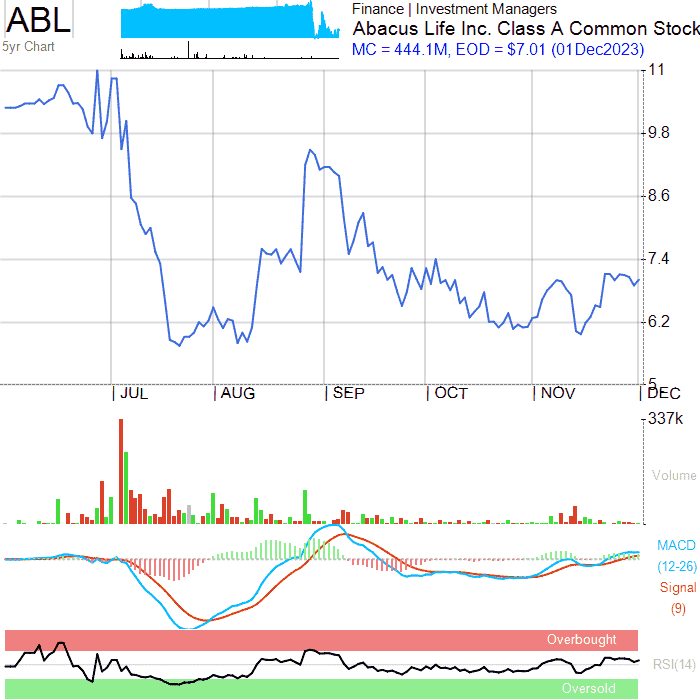 ABL
5yr Chart
Finance | Investment Managers
Abacus Life Inc. Class A Common Stock
MC = 444.1M, EOD = $7.01 (01Dec2023)
11
9.8
8.6
7.4
6.2
5
| JUL | AUG | SEP | OCT | NOV | DEC
337k
Volume
MACD
(12-26)
Signal
(9)
Overbought
RSI(14)
Oversold